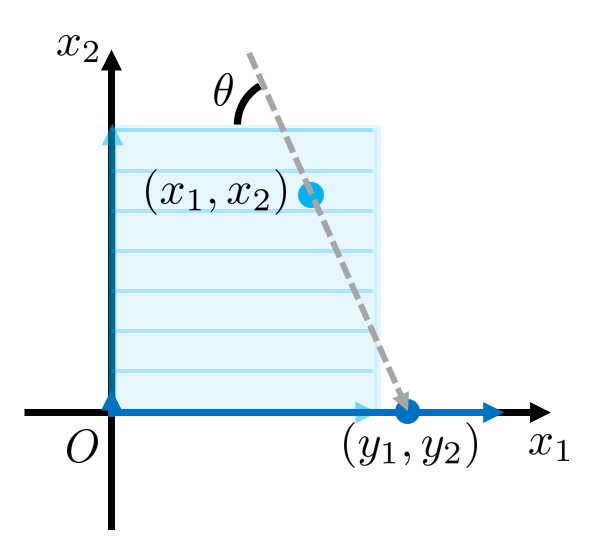 x₂
θ
(x₁, x₂)
O
(y₁, y₂)
x₁